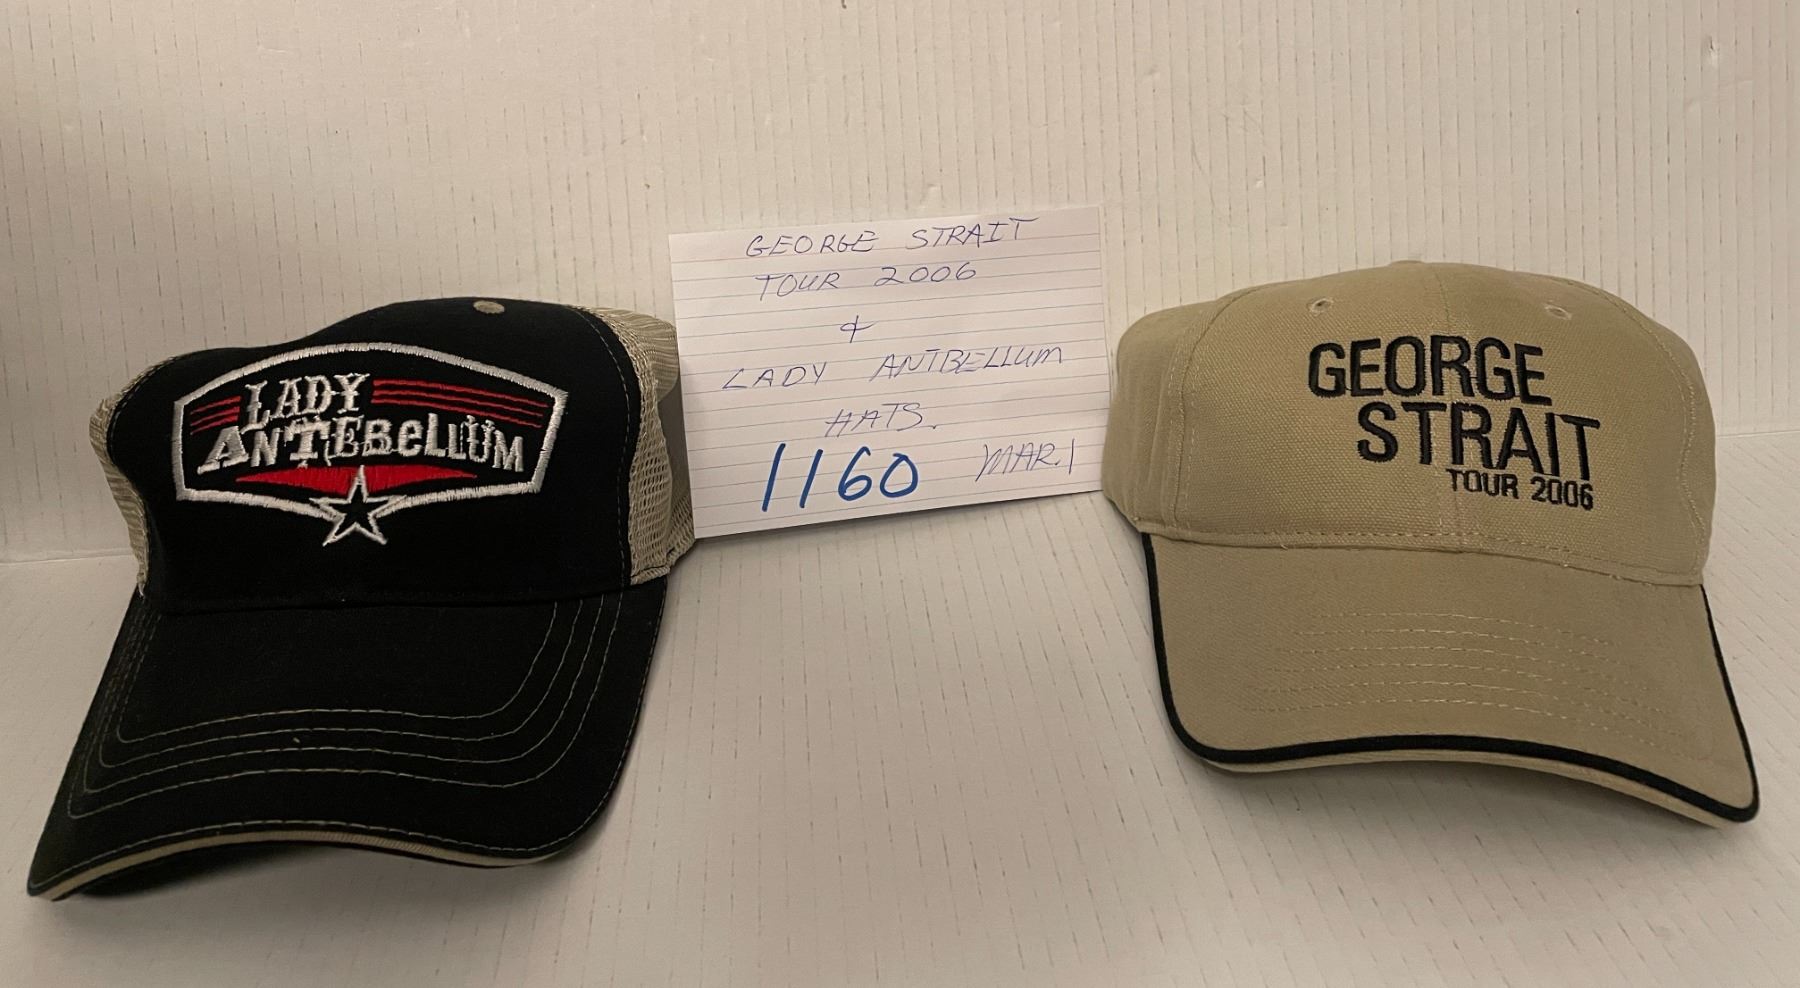 LADY
ANTEBELLUM
GEORGE STRAIT
TOUR 2006
&
LADY ANTBELLUM
HATS.
1160 MAR.1
GEORGE
STRAIT
TOUR 2006